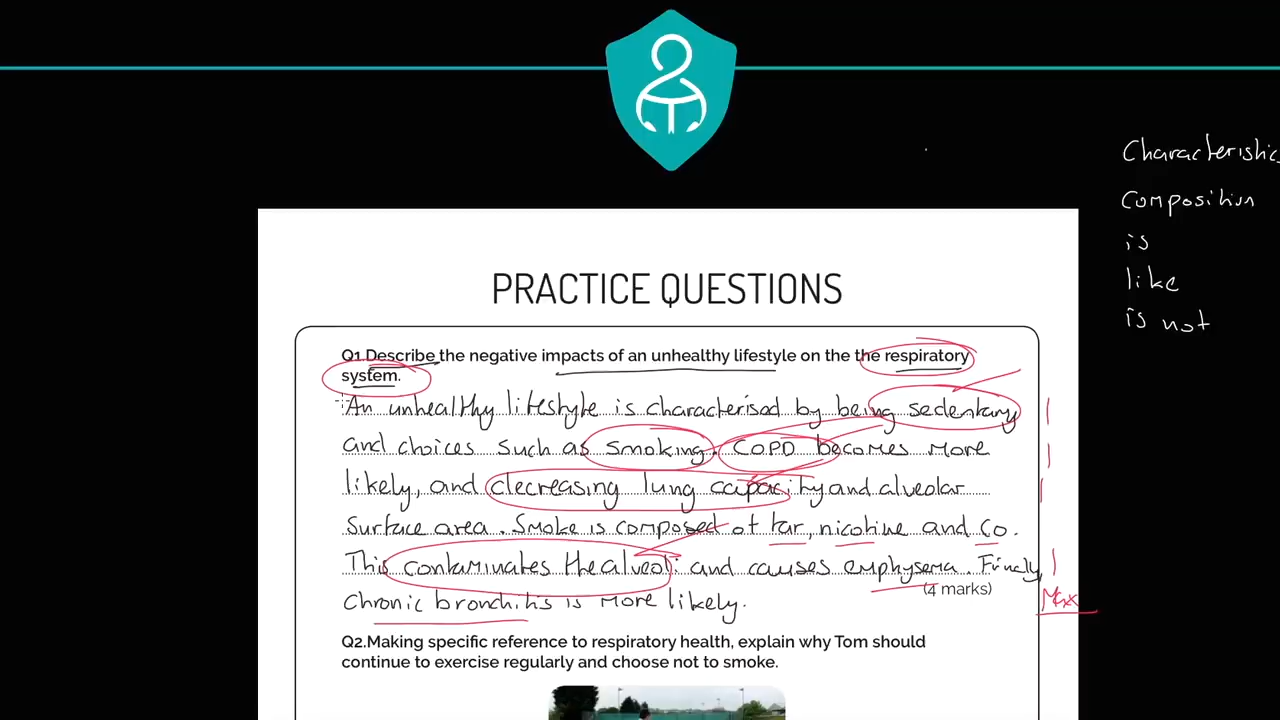 Characteristics
composition
is
like
is not
PRACTICE QUESTIONS
Q1.Describe the negative impacts of an unhealthy lifestyle on the the respiratory
system.
An unhealthy lifestyle is characterised by being sedentary
and choices such as smoking. COPD becomes more
likely, and decreasing lung capacity and alveolar
surface area. Smoke is composed of tar, nicotine and CO.
This contaminates the alveoli and causes emphysema. Finally,
(4 marks)
Max
chronic bronchitis is more likely.
Q2.Making specific reference to respiratory health, explain why Tom should
continue to exercise regularly and choose not to smoke.